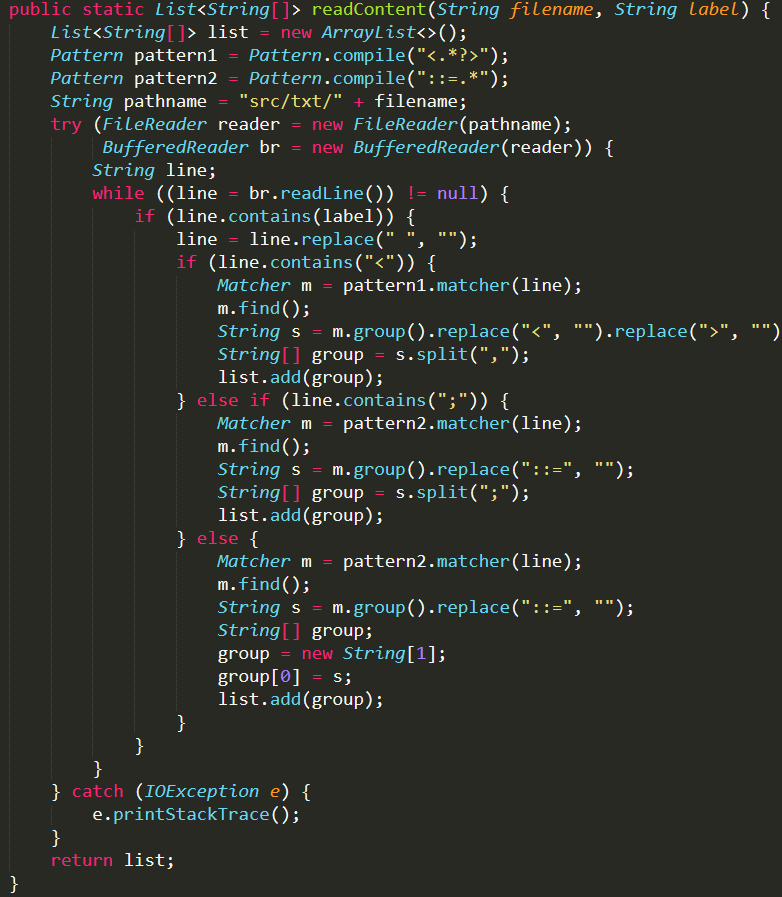 public static List<String[]> readContent(String filename, String label) {
    List<String[]> list = new ArrayList<>();
    Pattern pattern1 = Pattern.compile("<.*?>");
    Pattern pattern2 = Pattern.compile("::=.*");
    String pathname = "src/txt/" + filename;
    try (FileReader reader = new FileReader(pathname);
         BufferedReader br = new BufferedReader(reader)) {
        String line;
        while ((line = br.readLine()) != null) {
            if (line.contains(label)) {
                line = line.replace(" ", "");
                if (line.contains("<")) {
                    Matcher m = pattern1.matcher(line);
                    m.find();
                    String s = m.group().replace("<", "").replace(">", "")
                    String[] group = s.split(",");
                    list.add(group);
                } else if (line.contains(";")) {
                    Matcher m = pattern2.matcher(line);
                    m.find();
                    String s = m.group().replace("::=", "");
                    String[] group = s.split(";");
                    list.add(group);
                } else {
                    Matcher m = pattern2.matcher(line);
                    m.find();
                    String s = m.group().replace("::=", "");
                    String[] group;
                    group = new String[1];
                    group[0] = s;
                    list.add(group);
                }
            }
        }
    } catch (IOException e) {
        e.printStackTrace();
    }
    return list;
}